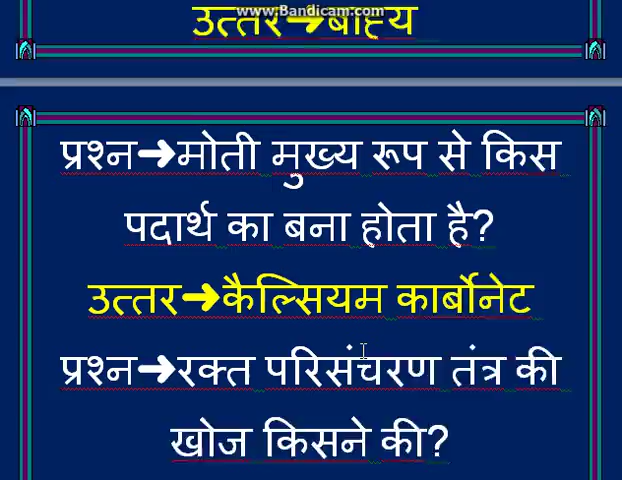 www.Bandicam.com
उत्तर➔बाह्य
प्रश्न➔मोती मुख्य रूप से किस
पदार्थ का बना होता है?
उत्तर➔कैल्सियम कार्बोनेट
प्रश्न➔रक्त परिसंचरण तंत्र की
खोज किसने की?